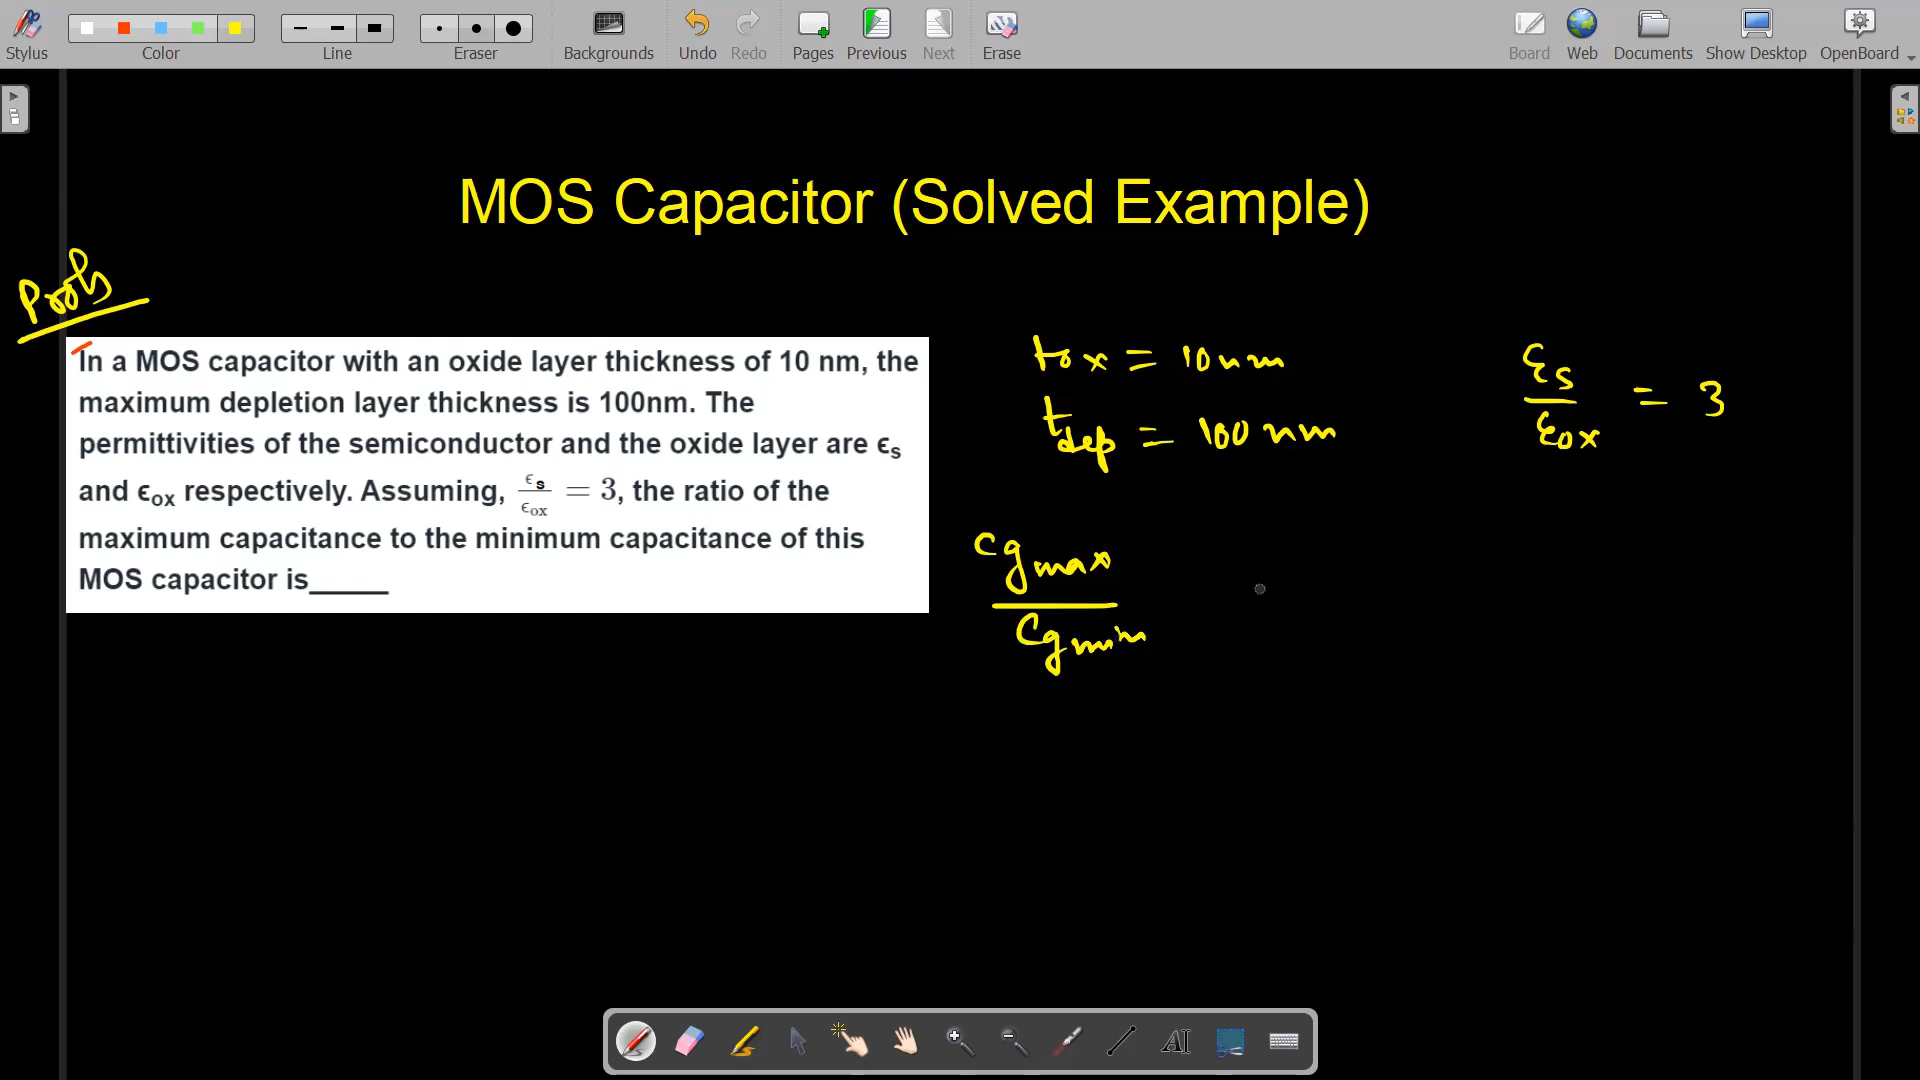 Stylus Color Line Eraser Backgrounds Undo Redo Pages Previous Next Erase Board Web Documents Show Desktop OpenBoard
MOS Capacitor (Solved Example)
In a MOS capacitor with an oxide layer thickness of 10 nm, the
maximum depletion layer thickness is 100nm. The
permittivities of the semiconductor and the oxide layer are ϵs
and ϵox respectively. Assuming, ϵs/ϵox = 3, the ratio of the
maximum capacitance to the minimum capacitance of this
MOS capacitor is_____
tox = 10nm
tdep = 100 nm
εs/εox = 3
Cgmax
Cgmin
AI